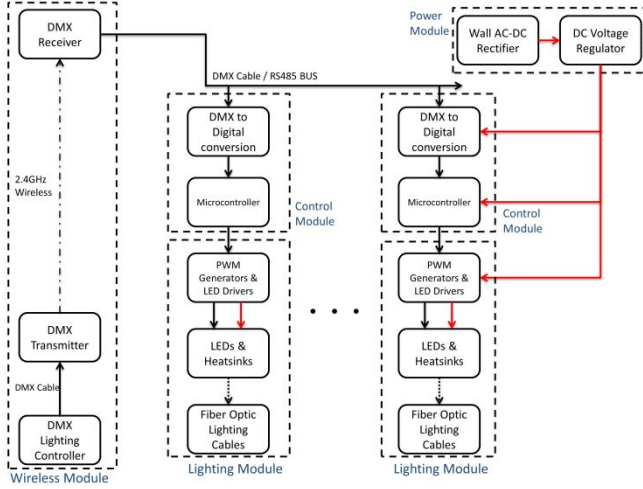 DMX
Receiver
2.4GHz
Wireless
DMX
Transmitter
DMX Cable
DMX
Lighting
Controller
Wireless Module
DMX Cable / RS485 BUS
DMX to
Digital
conversion
Microcontroller
Control
Module
PWM
Generators &
LED Drivers
LEDs &
Heatsinks
Fiber Optic
Lighting
Cables
Lighting Module
. . .
DMX to
Digital
conversion
Microcontroller
Control
Module
PWM
Generators &
LED Drivers
LEDs &
Heatsinks
Fiber Optic
Lighting
Cables
Lighting Module
Power
Module
Wall AC-DC
Rectifier
DC Voltage
Regulator